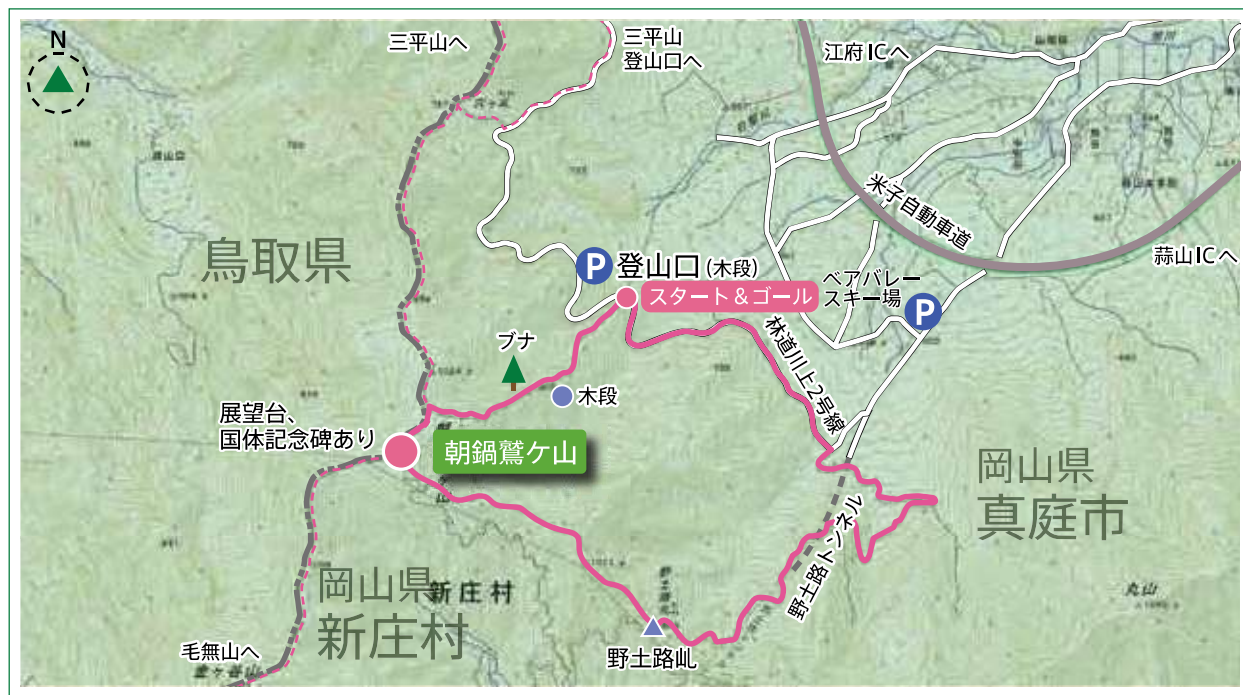 N
三平山へ
三平山
登山口へ
江府ICへ
米子自動車道
蒜山ICへ
鳥取県
P
登山口(木段)
スタート&ゴール
ベアバレー
スキー場
P
林道川上2号線
ブナ
木段
展望台、
国体記念碑あり
朝鍋鷲ケ山
岡山県
真庭市
野土路トンネル
岡山県
新庄村
新庄村
丸山
毛無山へ
野土路乢